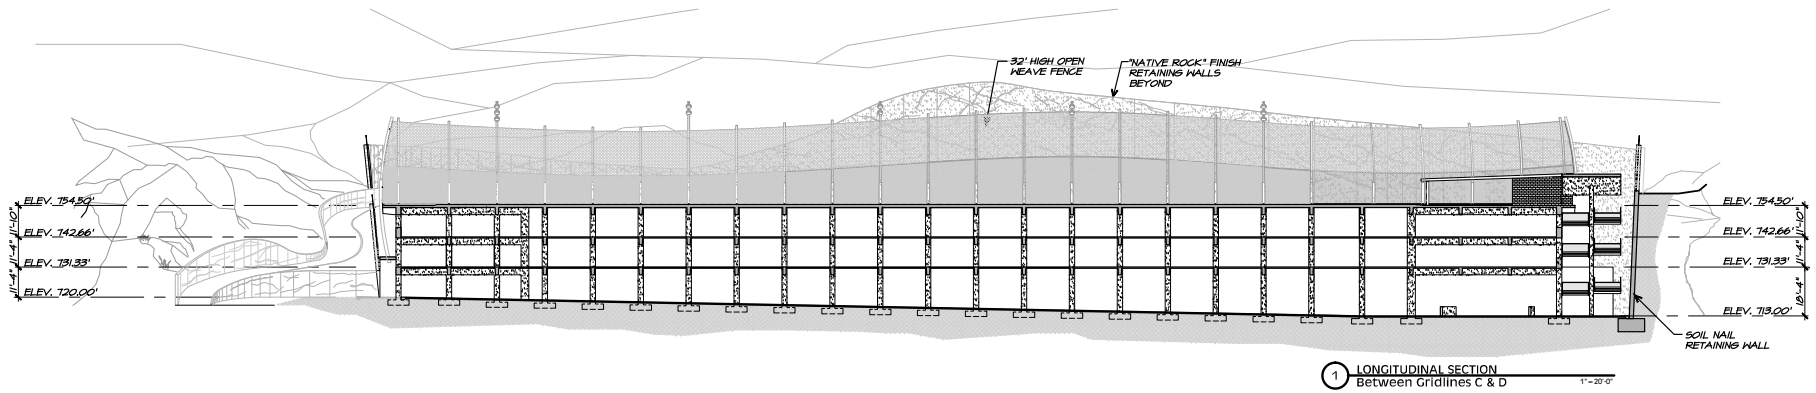 32' HIGH OPEN
WEAVE FENCE
"NATIVE ROCK" FINISH
RETAINING WALLS
BEYOND
ELEV. 754.50'
11'-10"
ELEV. 742.66'
11'-4"
ELEV. 731.33'
11'-4"
ELEV. 720.00'
ELEV. 754.50'
11'-10"
ELEV. 742.66'
11'-4"
ELEV. 731.33'
18'-4"
ELEV. 713.00'
SOIL NAIL
RETAINING WALL
1 LONGITUDINAL SECTION
Between Gridlines C & D
1" = 20'-0"